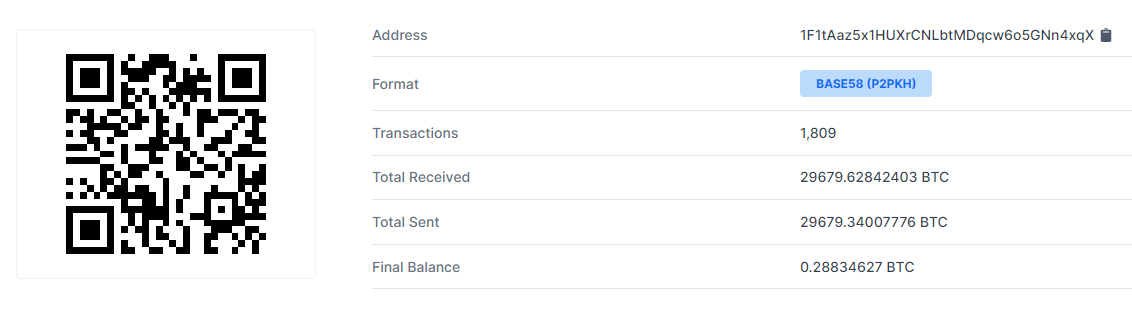 Address 1F1tAaz5x1HUXrCNLbtMDqcw6o5GNn4xqX
Format BASE58 (P2PKH)
Transactions 1,809
Total Received 29679.62842403 BTC
Total Sent 29679.34007776 BTC
Final Balance 0.28834627 BTC